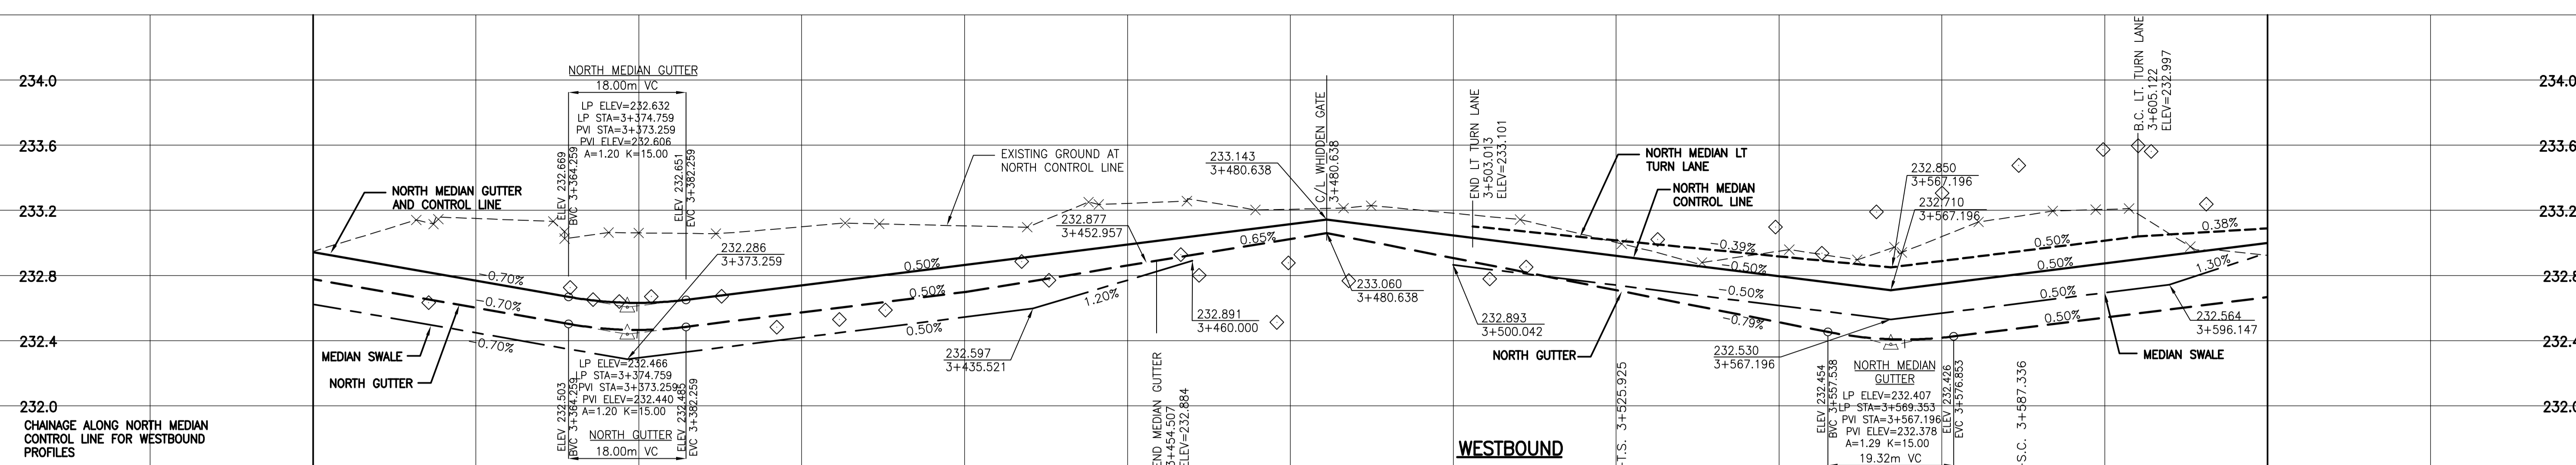 234.0
233.6
233.2
232.8
232.4
232.0
CHAINAGE ALONG NORTH MEDIAN
CONTROL LINE FOR WESTBOUND
PROFILES
NORTH MEDIAN GUTTER
AND CONTROL LINE
-0.70%
-0.70%
-0.70%
MEDIAN SWALE
NORTH GUTTER
NORTH MEDIAN GUTTER
18.00m VC
LP ELEV=232.632
LP STA=3+374.759
PVI STA=3+373.259
PVI ELEV=232.606
A=1.20 K=15.00
ELEV 232.669
BVC 3+364.259
ELEV 232.651
EVC 3+382.259
232.286
3+373.259
LP ELEV=232.466
LP STA=3+374.759
PVI STA=3+373.259
PVI ELEV=232.440
A=1.20 K=15.00
NORTH GUTTER
18.00m VC
ELEV 232.503
BVC 3+364.259
ELEV 232.485
EVC 3+382.259
0.50%
0.50%
0.50%
EXISTING GROUND AT
NORTH CONTROL LINE
232.877
3+452.957
232.597
3+435.521
1.20%
0.65%
END MEDIAN GUTTER
3+454.507
ELEV=232.884
232.891
3+460.000
233.143
3+480.638
C/L WHIDDEN GATE
3+480.638
233.060
3+480.638
END LT TURN LANE
3+503.013
ELEV=233.101
232.893
3+500.042
NORTH GUTTER
WESTBOUND
NORTH MEDIAN LT
TURN LANE
NORTH MEDIAN
CONTROL LINE
T.S. 3+525.925
-0.39%
-0.50%
-0.50%
-0.79%
232.530
3+567.196
232.850
3+567.196
232.710
3+567.196
NORTH MEDIAN
GUTTER
LP ELEV=232.407
LP STA=3+569.353
PVI STA=3+567.196
PVI ELEV=232.378
A=1.29 K=15.00
19.32m VC
ELEV 232.454
BVC 3+557.538
ELEV 232.426
EVC 3+576.853
S.C. 3+587.336
0.50%
0.50%
0.50%
0.50%
B.C. LT. TURN LANE
3+605.122
ELEV=232.997
0.38%
1.30%
232.564
3+596.147
MEDIAN SWALE
234.0
233.6
233.2
232.8
232.4
232.0